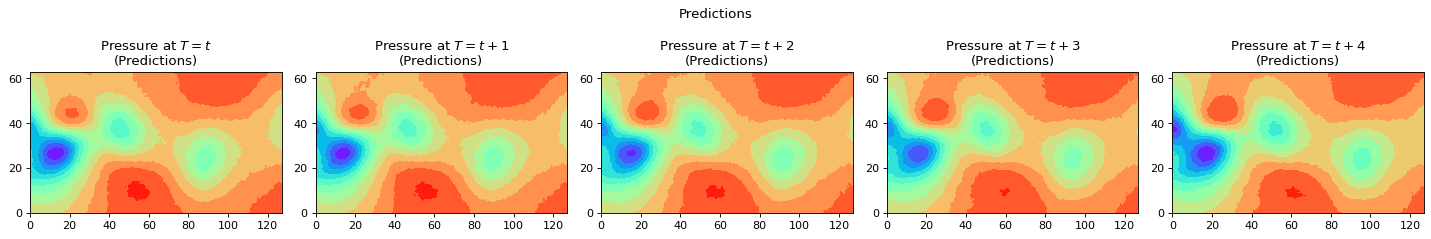 Predictions
Pressure at T = t
(Predictions)
Pressure at T = t + 1
(Predictions)
Pressure at T = t + 2
(Predictions)
Pressure at T = t + 3
(Predictions)
Pressure at T = t + 4
(Predictions)
60
40
20
0
0 20 40 60 80 100 120
60
40
20
0
0 20 40 60 80 100 120
60
40
20
0
0 20 40 60 80 100 120
60
40
20
0
0 20 40 60 80 100 120
60
40
20
0
0 20 40 60 80 100 120